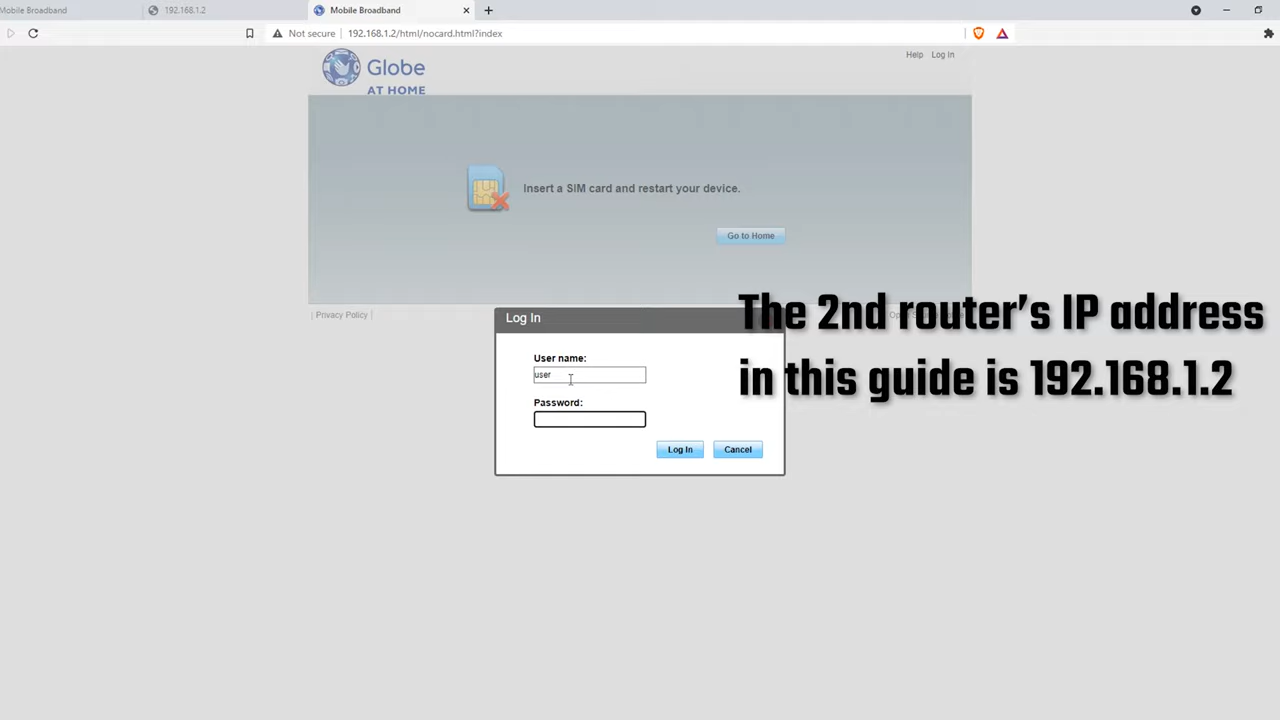 Mobile Broadband
192.168.1.2
Mobile Broadband
Not secure
192.168.1.2/html/nocard.html?index
Globe
AT HOME
Help
Log In
Insert a SIM card and restart your device.
Go to Home
| Privacy Policy |
Log In
The 2nd router's IP address
in this guide is 192.168.1.2
User name:
user
Password:
Log In
Cancel